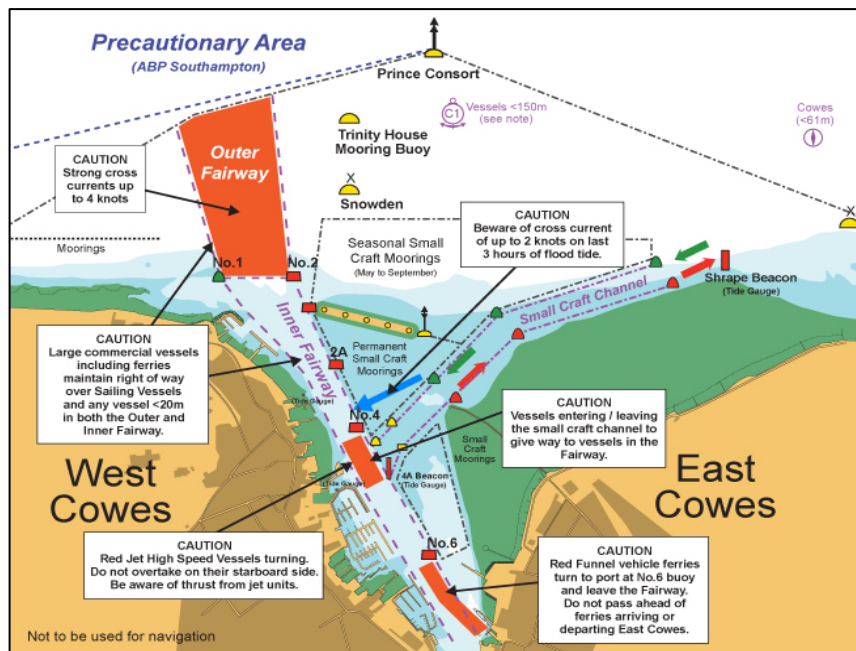 Precautionary Area
(ABP Southampton)
Prince Consort
C1
Vessels <150m
(see note)
Cowes
(<61m)
Trinity House
Mooring Buoy
Outer
Fairway
CAUTION
Strong cross
currents up
to 4 knots
Snowden
CAUTION
Beware of cross current
of up to 2 knots on last
3 hours of flood tide.
Moorings
Seasonal Small
Craft Moorings
(May to September)
No.1
No.2
Shrape Beacon
(Tide Gauge)
Small Craft Channel
Inner Fairway
CAUTION
Large commercial vessels
including ferries
maintain right of way
over Sailing Vessels
and any vessel <20m
in both the Outer and
Inner Fairway.
2A
Permanent
Small Craft
Moorings
(Tide Gauge)
No.4
CAUTION
Vessels entering / leaving
the small craft channel to
give way to vessels in the
Fairway.
Small
Craft
Moorings
West
Cowes
East
Cowes
(Tide Gauge)
4A Beacon
(Tide Gauge)
CAUTION
Red Jet High Speed Vessels turning.
Do not overtake on their starboard side.
Be aware of thrust from jet units.
No.6
CAUTION
Red Funnel vehicle ferries
turn to port at No.6 buoy
and leave the Fairway.
Do not pass ahead of
ferries arriving or
departing East Cowes.
Not to be used for navigation